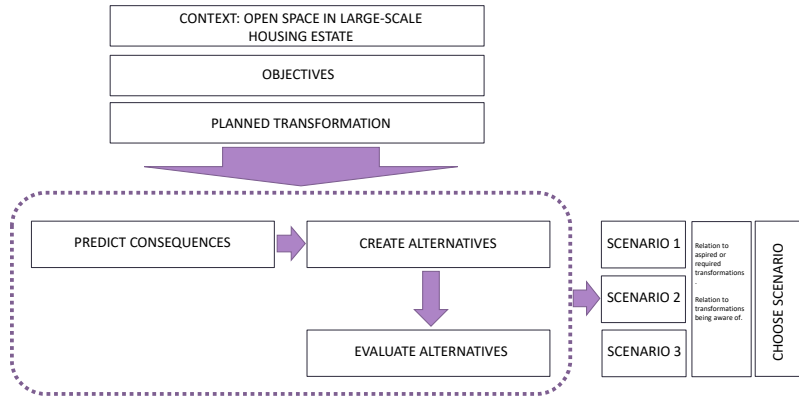 CONTEXT: OPEN SPACE IN LARGE-SCALE
HOUSING ESTATE
OBJECTIVES
PLANNED TRANSFORMATION
PREDICT CONSEQUENCES
CREATE ALTERNATIVES
EVALUATE ALTERNATIVES
SCENARIO 1
SCENARIO 2
SCENARIO 3
Relation to
aspired or
required
transformations
.
Relation to
transformations
being aware of.
CHOOSE SCENARIO